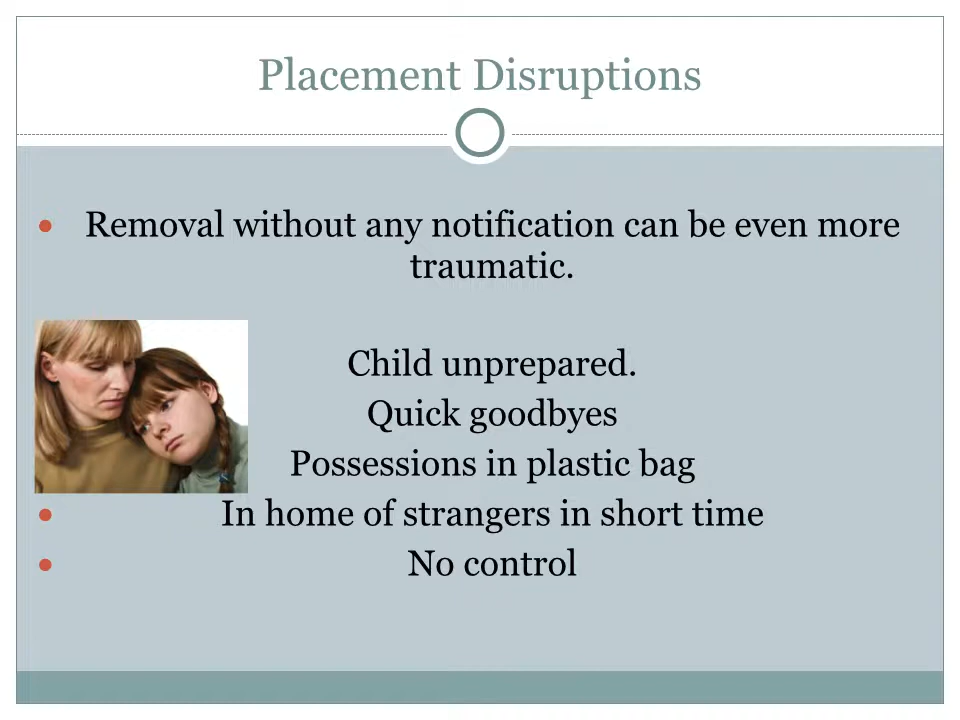 Placement Disruptions
Removal without any notification can be even more
traumatic.
Child unprepared.
Quick goodbyes
Possessions in plastic bag
In home of strangers in short time
No control